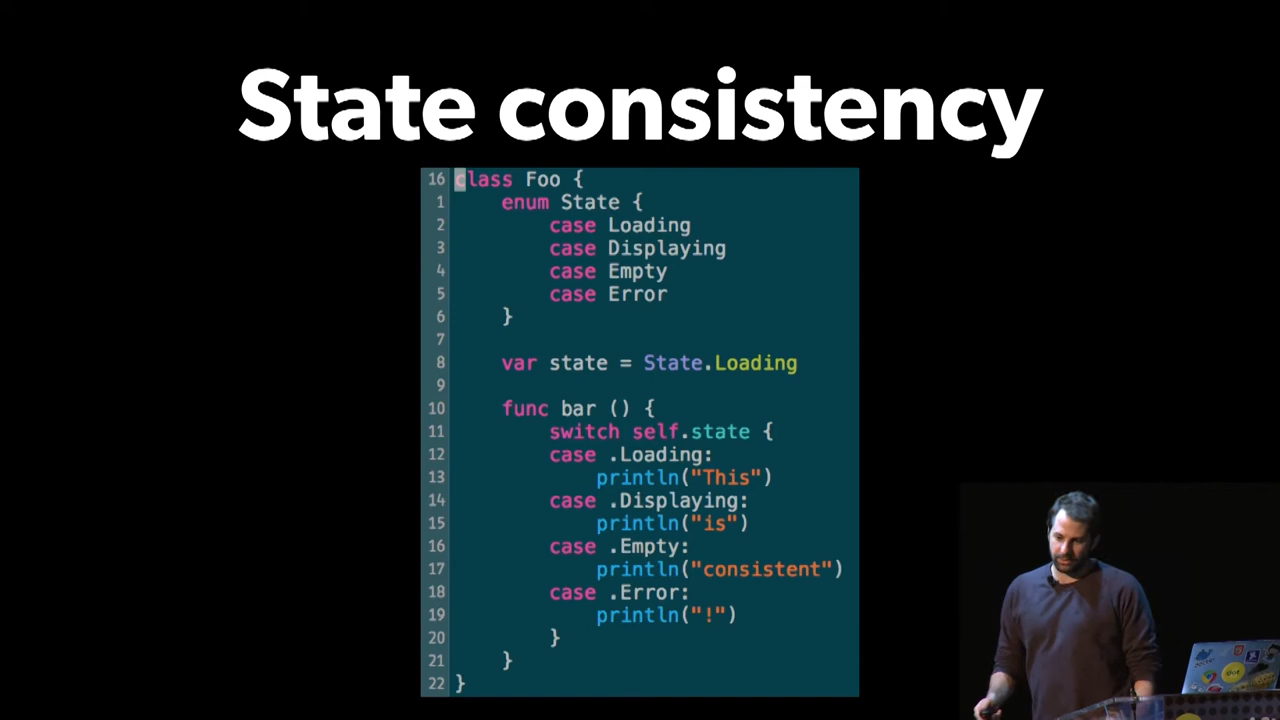 State consistency
16 class Foo {
1 enum State {
2 case Loading
3 case Displaying
4 case Empty
5 case Error
6 }
7
8 var state = State.Loading
9
10 func bar () {
11 switch self.state {
12 case .Loading:
13 println("This")
14 case .Displaying:
15 println("is")
16 case .Empty:
17 println("consistent")
18 case .Error:
19 println("!")
20 }
21 }
22 }